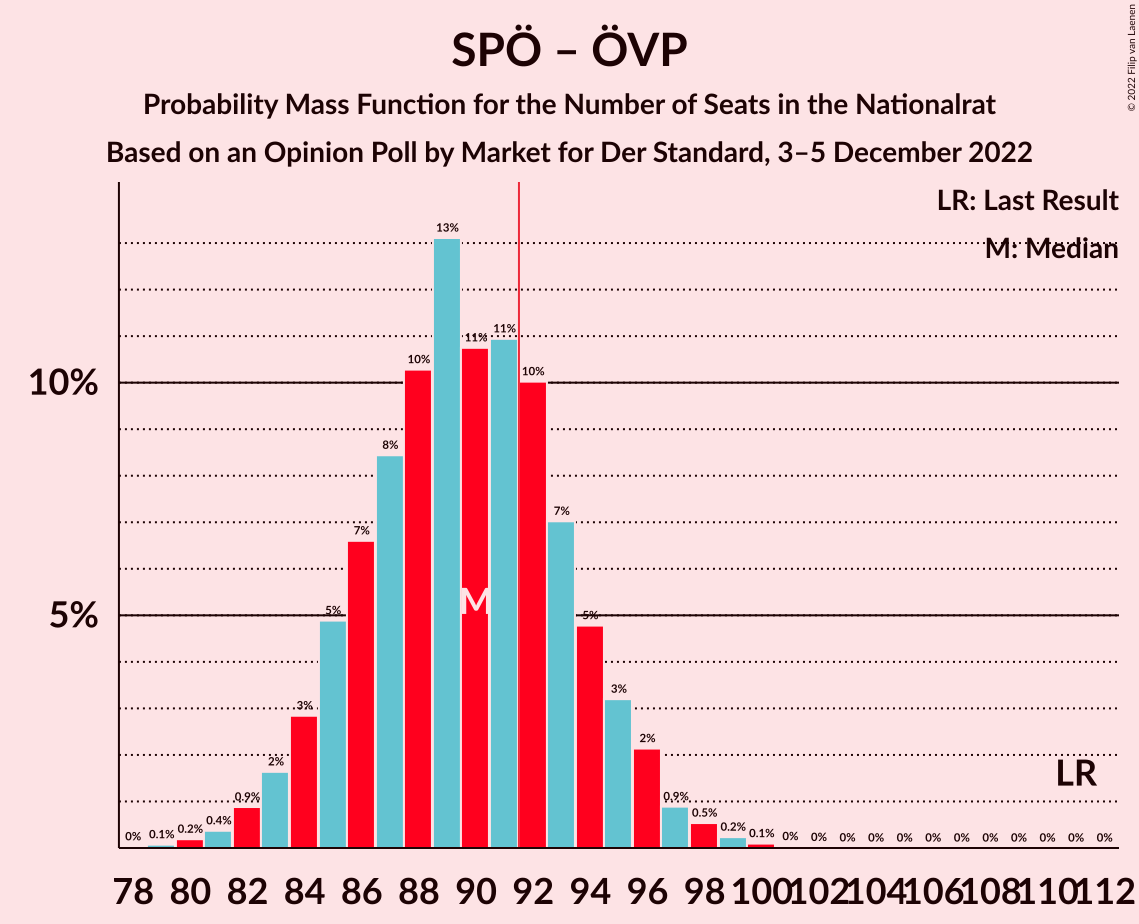 SPÖ – ÖVP
Probability Mass Function for the Number of Seats in the Nationalrat
Based on an Opinion Poll by Market for Der Standard, 3–5 December 2022
© 2022 Filip van Laenen
LR: Last Result
M: Median
10%
5%
0% 0.1% 0.2% 0.4% 0.9% 2% 3% 5% 7% 8% 10% 13% 11% 11% 10% 7% 5% 3% 2% 0.9% 0.5% 0.2% 0.1% 0% 0% 0% 0% 0% 0% 0% 0% 0% 0% 0% 0%
M
LR
78 80 82 84 86 88 90 92 94 96 98 100 102 104 106 108 110 112